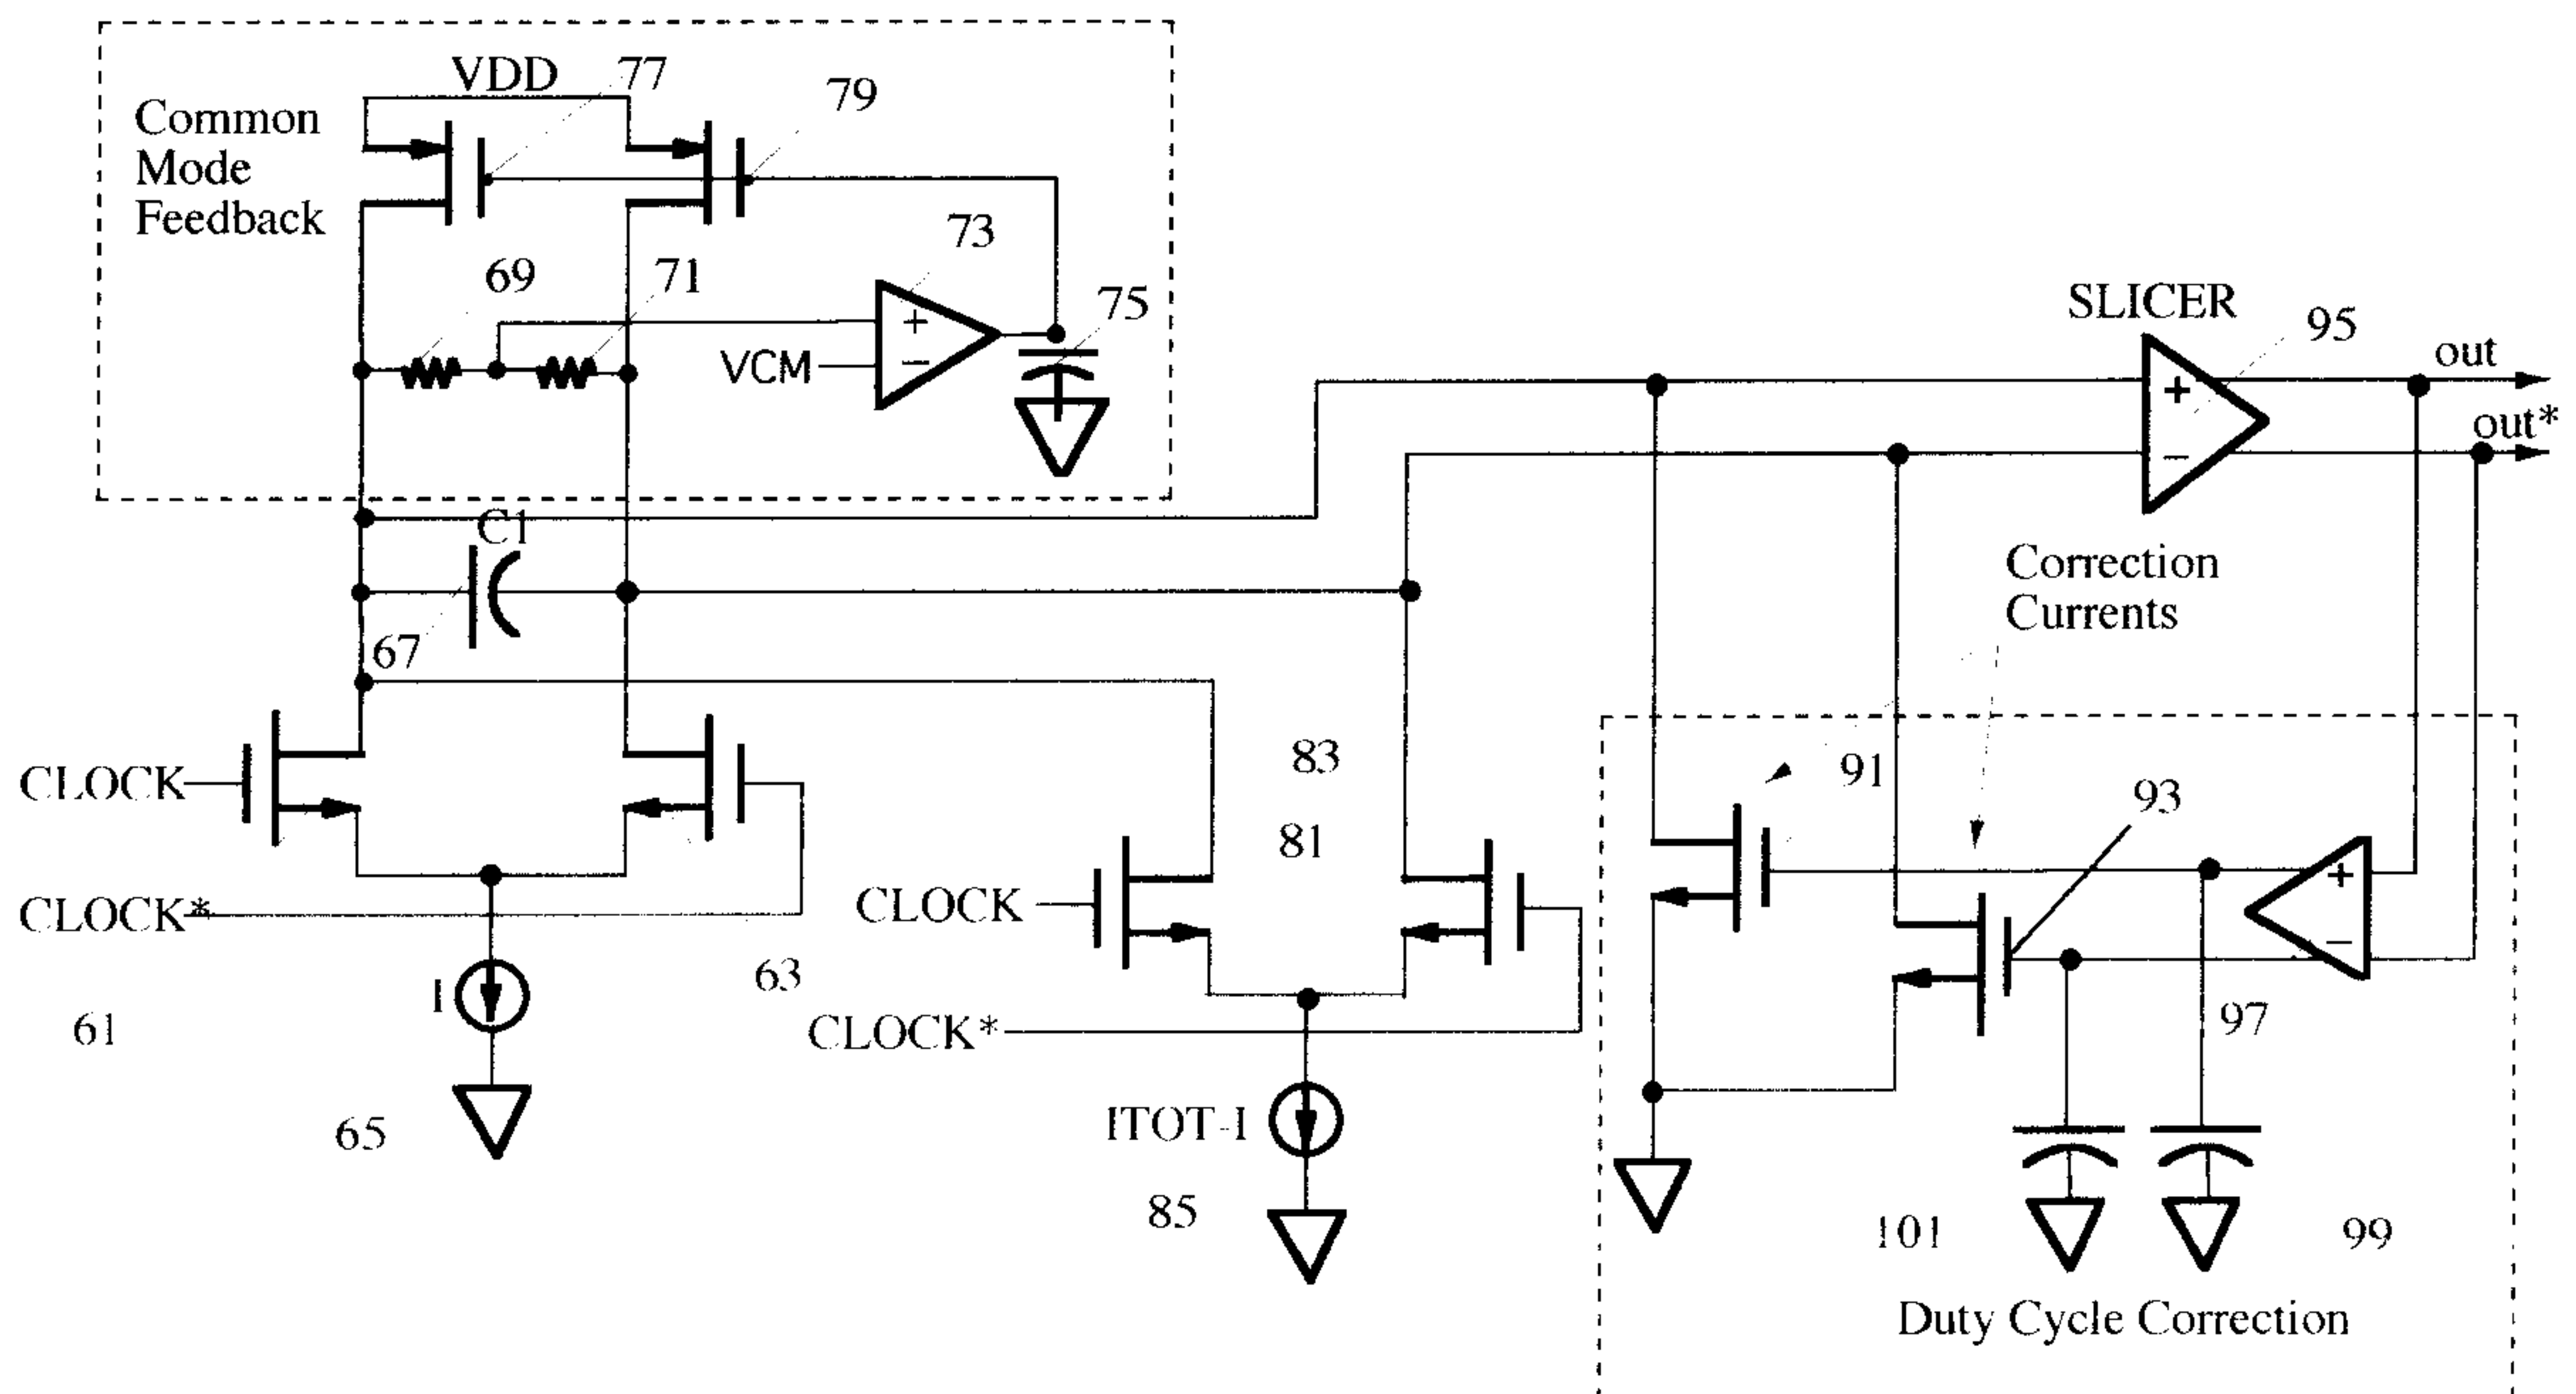 VDD
77
79
Common
Mode
Feedback
73
69
71
75
+
−
VCM
SLICER
95
out
out*
+
−
C1
67
Correction
Currents
CLOCK
83
91
93
81
CLOCK
+
−
CLOCK*
I
63
61
CLOCK*
97
65
ITOT-I
85
101
99
Duty Cycle Correction